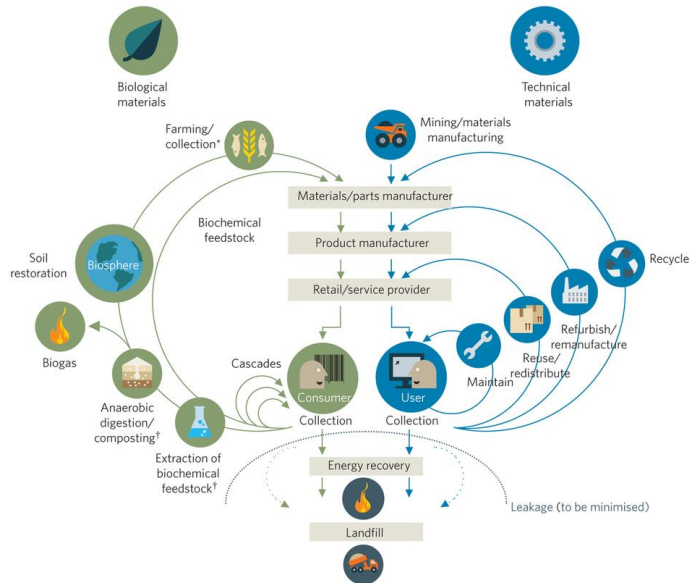 Biological
materials
Technical
materials
Farming/
collection*
Mining/materials
manufacturing
Materials/parts manufacturer
Biochemical
feedstock
Product manufacturer
Soil
restoration
Biosphere
Recycle
Retail/service provider
Refurbish/
remanufacture
Biogas
Reuse/
redistribute
Cascades
Maintain
Consumer
User
Anaerobic
digestion/
composting†
Collection
Collection
Extraction of
biochemical
feedstock†
Energy recovery
Leakage (to be minimised)
Landfill